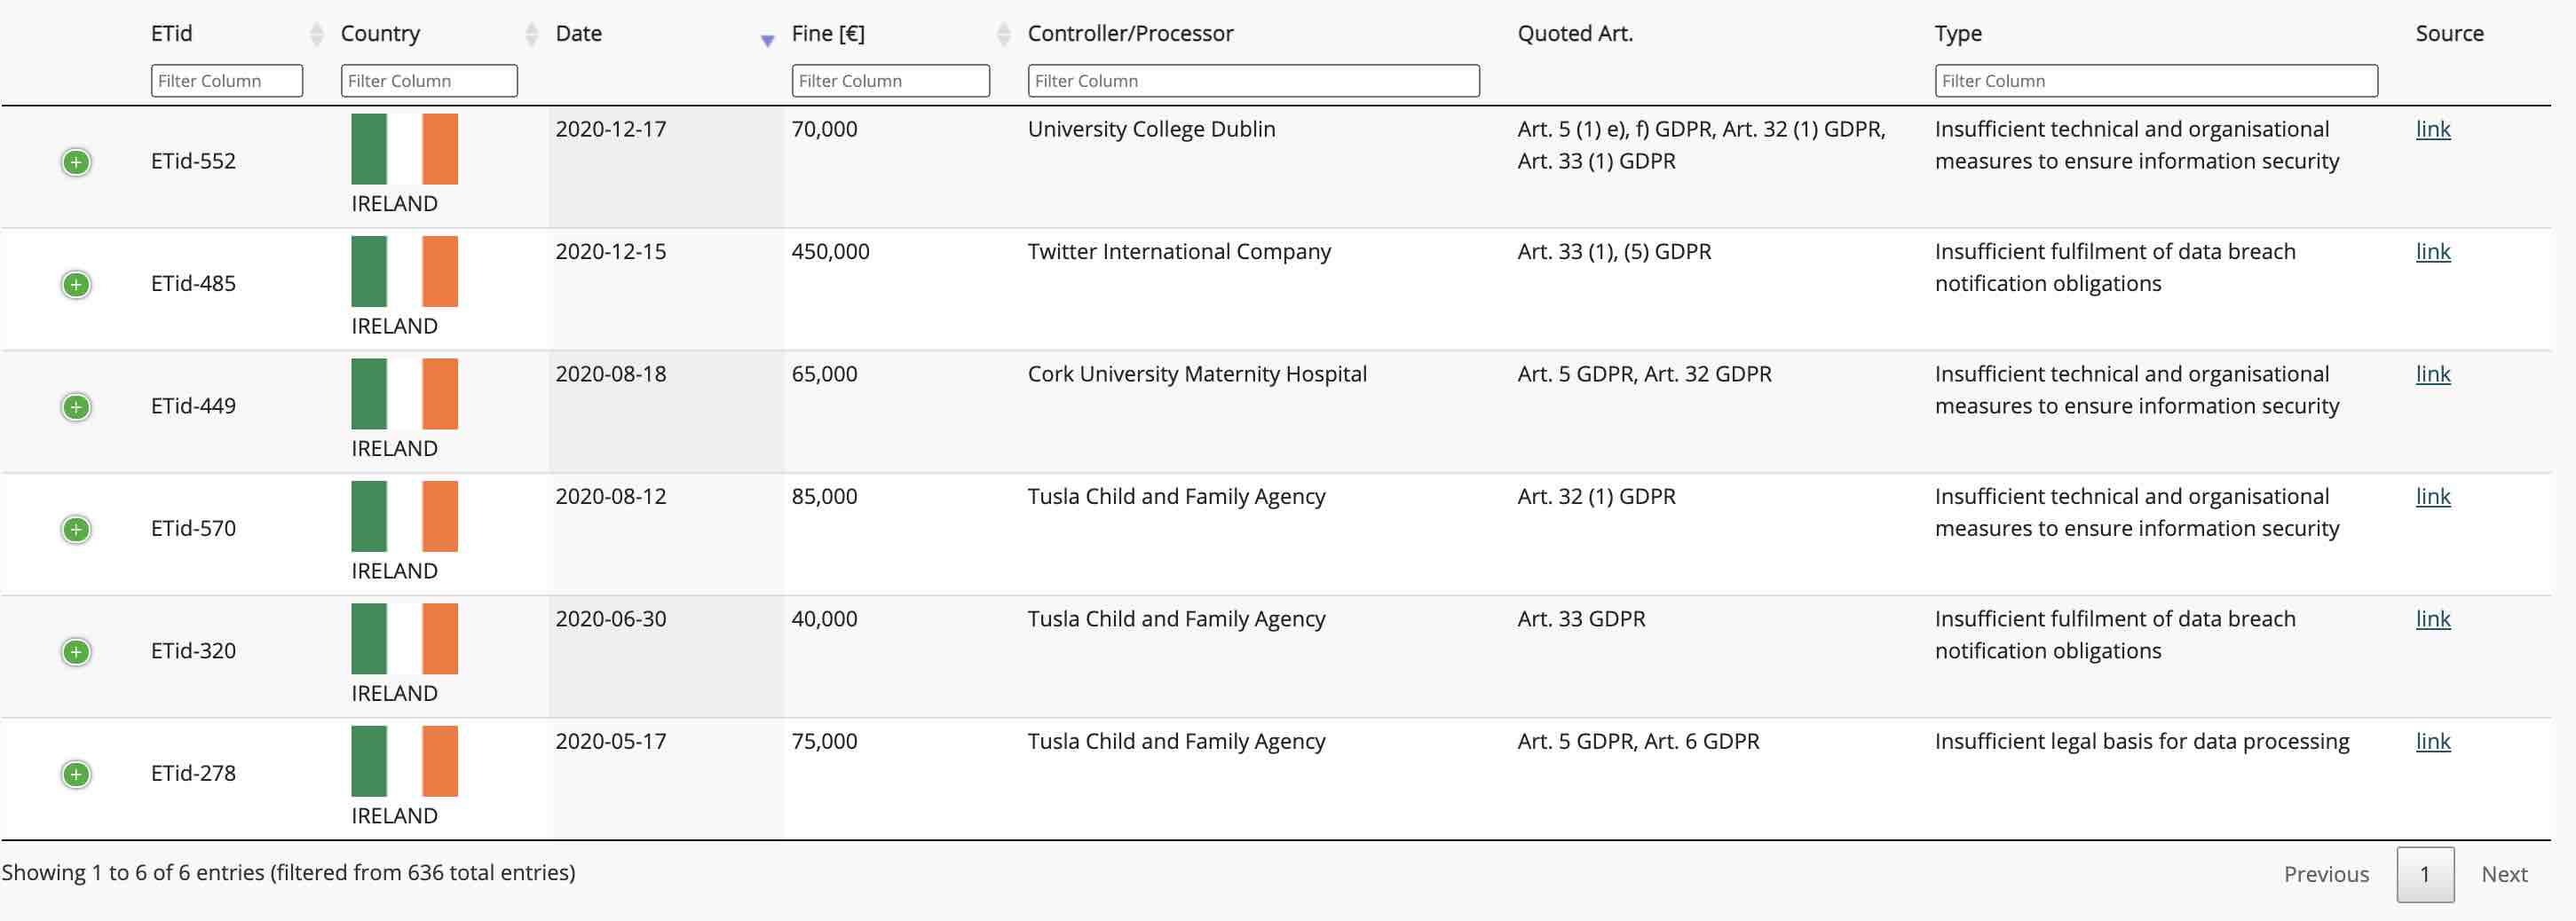 ETid Country Date Fine [€] Controller/Processor Quoted Art. Type Source
Filter Column Filter Column Filter Column Filter Column Filter Column
2020-12-17 70,000 University College Dublin Art. 5 (1) e), f) GDPR, Art. 32 (1) GDPR, Insufficient technical and organisational link
ETid-552 Art. 33 (1) GDPR measures to ensure information security
IRELAND
2020-12-15 450,000 Twitter International Company Art. 33 (1), (5) GDPR Insufficient fulfilment of data breach link
ETid-485 notification obligations
IRELAND
2020-08-18 65,000 Cork University Maternity Hospital Art. 5 GDPR, Art. 32 GDPR Insufficient technical and organisational link
ETid-449 measures to ensure information security
IRELAND
2020-08-12 85,000 Tusla Child and Family Agency Art. 32 (1) GDPR Insufficient technical and organisational link
ETid-570 measures to ensure information security
IRELAND
2020-06-30 40,000 Tusla Child and Family Agency Art. 33 GDPR Insufficient fulfilment of data breach link
ETid-320 notification obligations
IRELAND
2020-05-17 75,000 Tusla Child and Family Agency Art. 5 GDPR, Art. 6 GDPR Insufficient legal basis for data processing link
ETid-278
IRELAND
Showing 1 to 6 of 6 entries (filtered from 636 total entries) Previous 1 Next